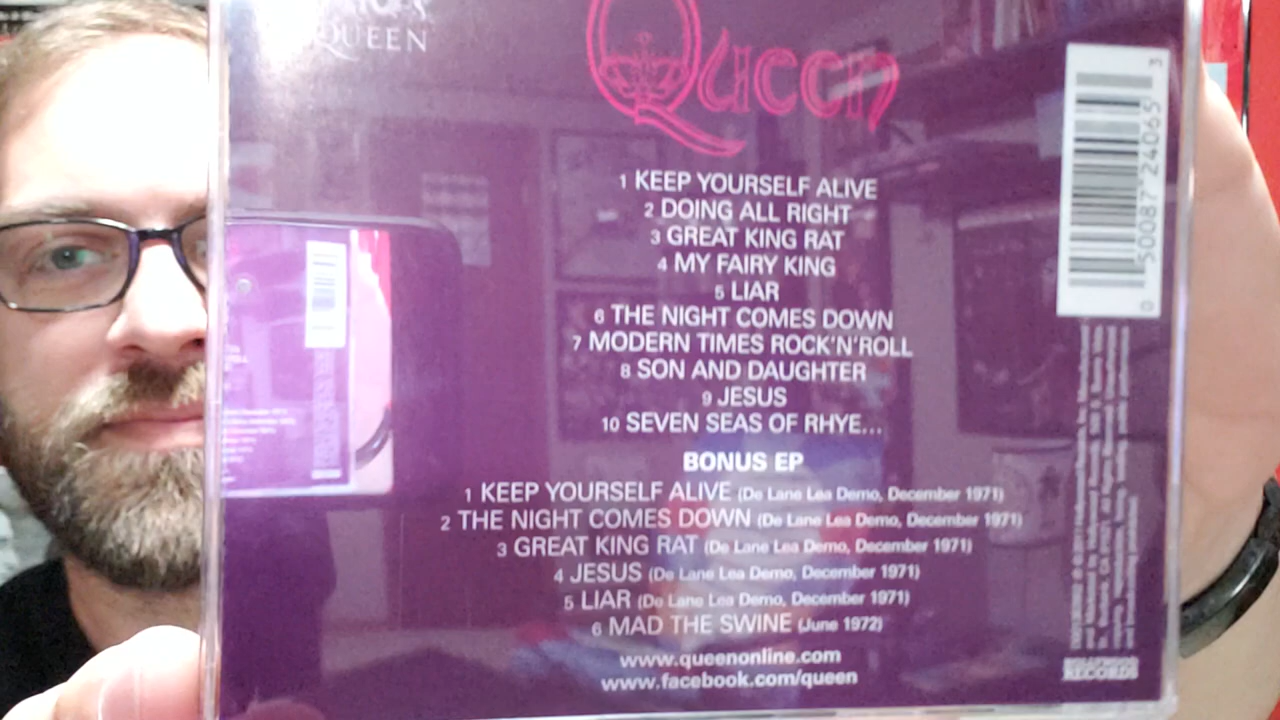 QUEEN
Queen
1 KEEP YOURSELF ALIVE
2 DOING ALL RIGHT
3 GREAT KING RAT
4 MY FAIRY KING
5 LIAR
6 THE NIGHT COMES DOWN
7 MODERN TIMES ROCK'N'ROLL
8 SON AND DAUGHTER
9 JESUS
10 SEVEN SEAS OF RHYE...
BONUS EP
1 KEEP YOURSELF ALIVE (De Lane Lea Demo, December 1971)
2 THE NIGHT COMES DOWN (De Lane Lea Demo, December 1971)
3 GREAT KING RAT (De Lane Lea Demo, December 1971)
4 JESUS (De Lane Lea Demo, December 1971)
5 LIAR (De Lane Lea Demo, December 1971)
6 MAD THE SWINE (June 1972)
www.queenonline.com
www.facebook.com/queen
0 50087 24065 3
RECORDS